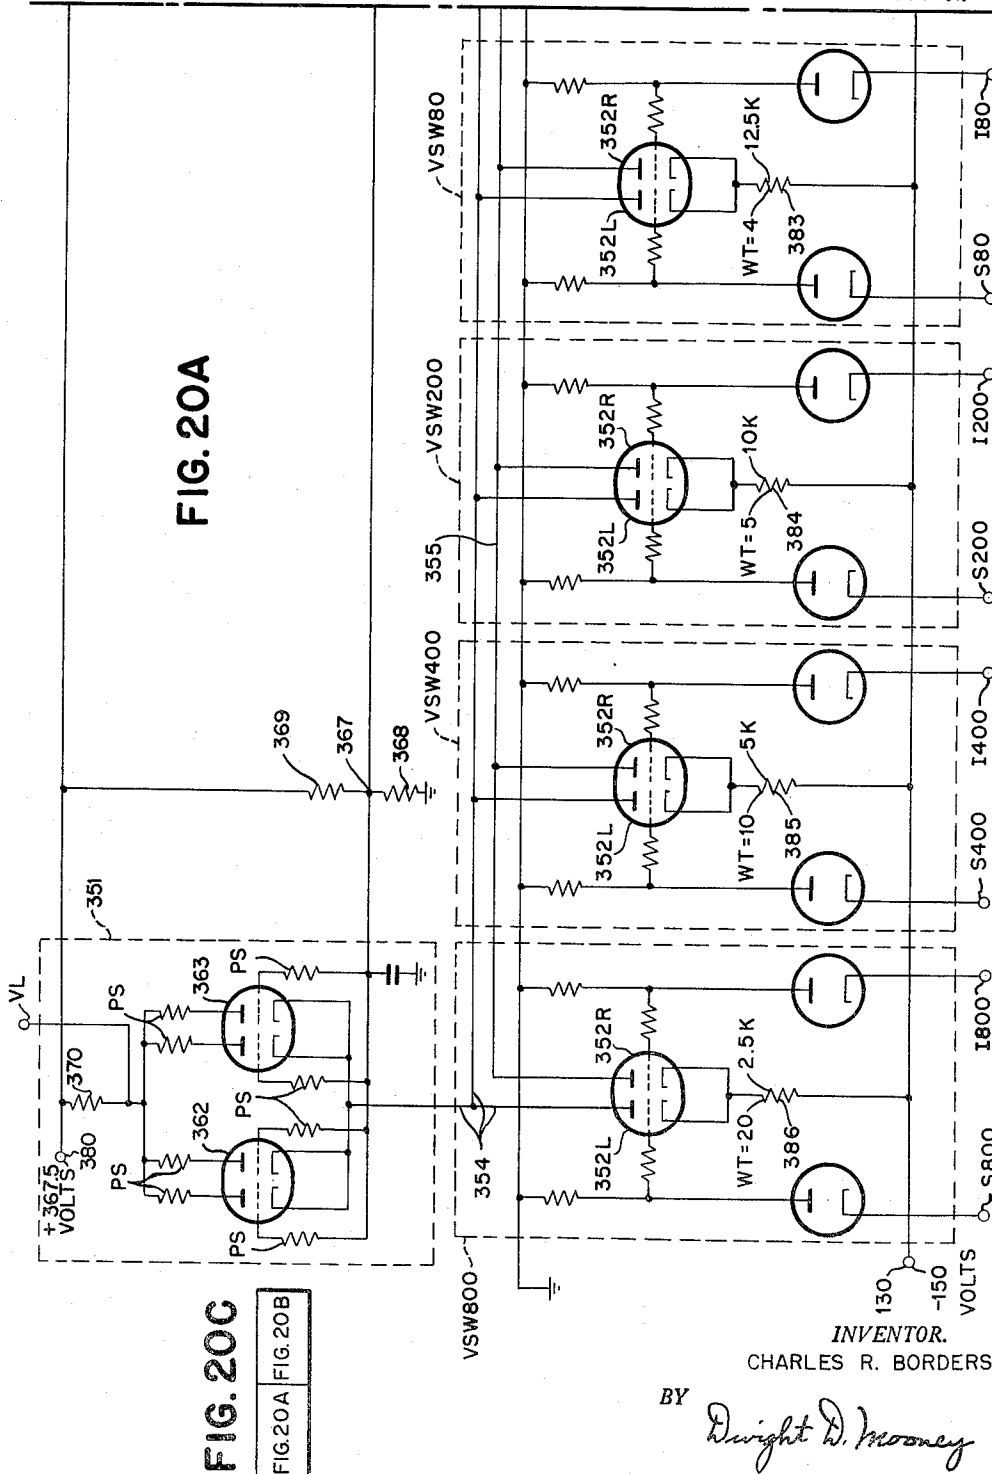 FIG. 20A
FIG. 20C
FIG. 20A
FIG. 20B
351
VL
+367.5
VOLTS
380
370
PS
PS
362
363
PS
PS
PS
369
367
368
354
355
VSW800
352L
352R
WT=20
2.5K
386
S800
I800
VSW400
352L
352R
WT=10
5K
385
S400
I400
VSW200
352L
352R
WT=5
10K
384
S200
I200
VSW80
352L
352R
WT=4
12.5K
383
S80
I80
130
-150
VOLTS
INVENTOR.
CHARLES R. BORDERS
BY
Dwight D. Mooney